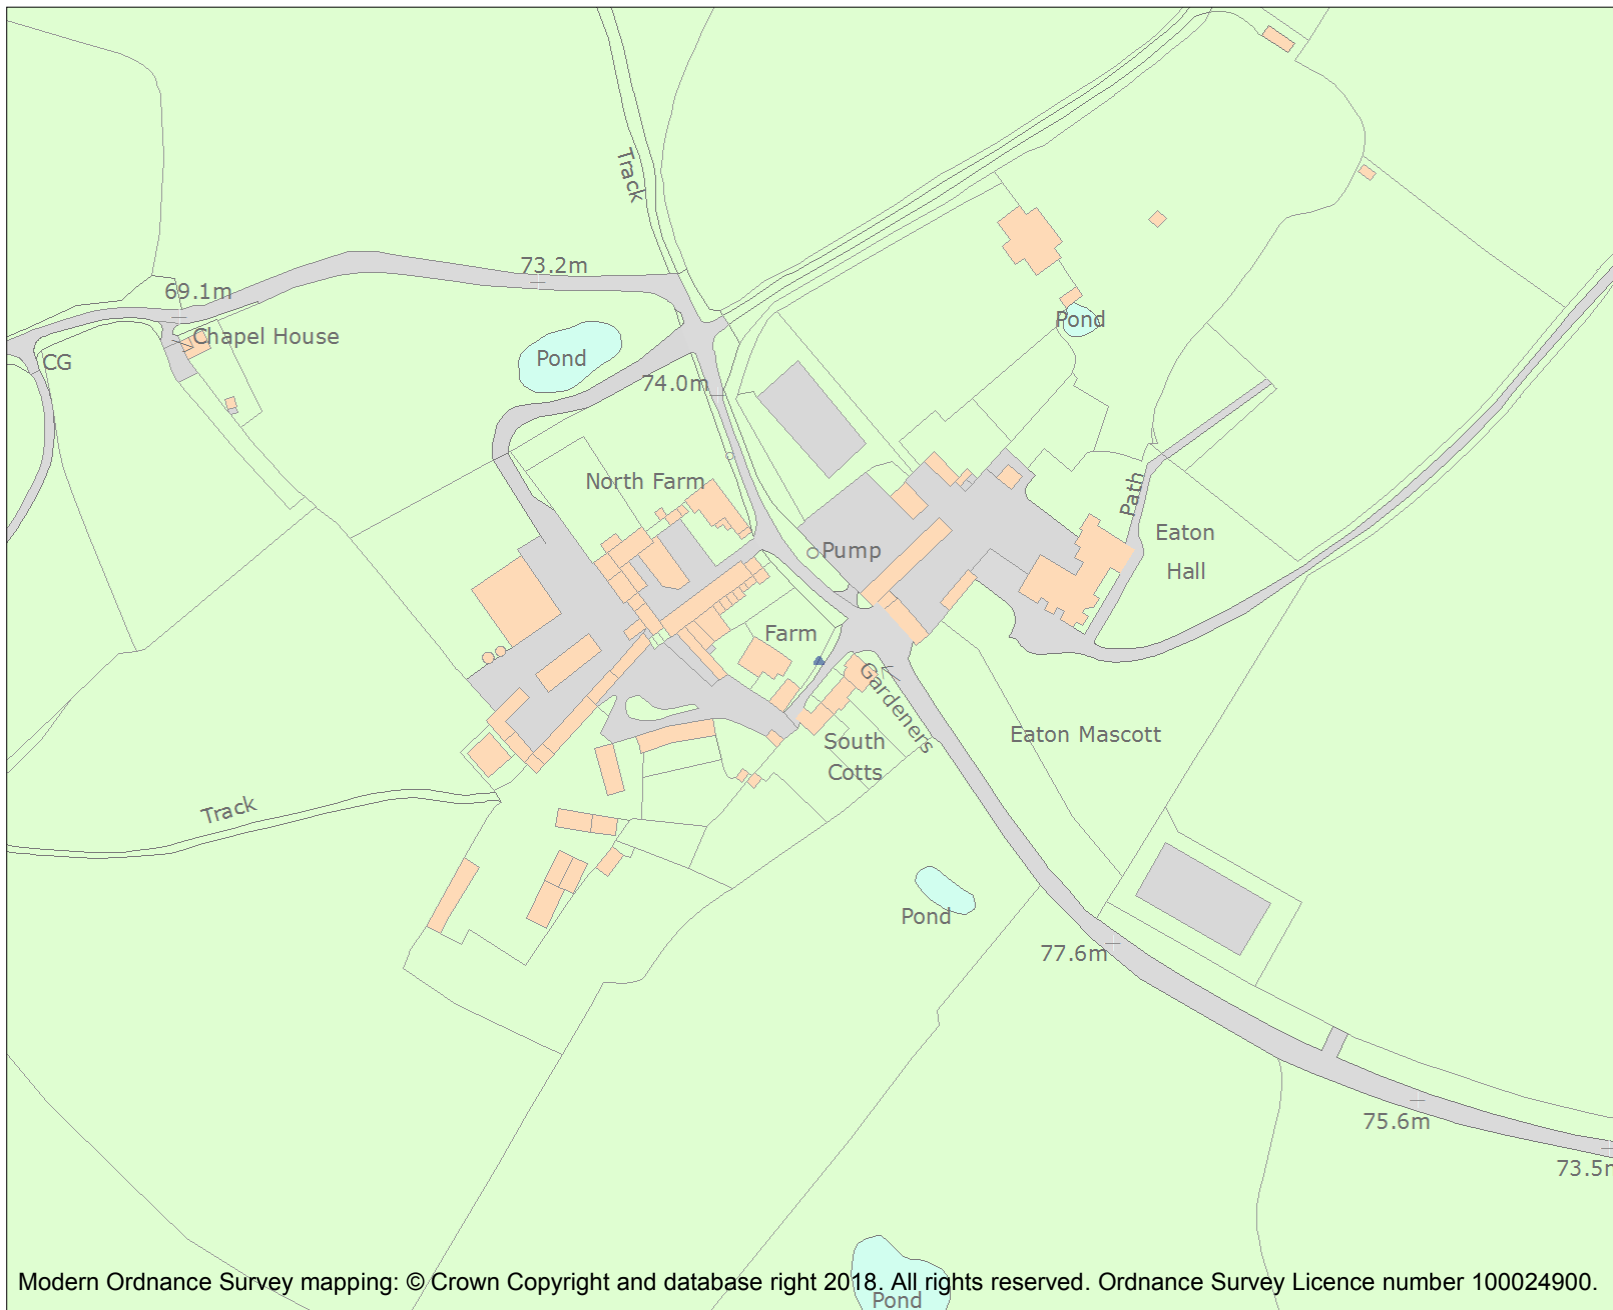 Track
73.2m
69.1m
Chapel House
CG
Pond
74.0m
Pond
North Farm
Path
Eaton
Hall
Pump
Farm
Gardeners
South
Cotts
Eaton Mascott
Track
Pond
77.6m
75.6m
73.5m
Modern Ordnance Survey mapping: © Crown Copyright and database right 2018. All rights reserved. Ordnance Survey Licence number 100024900.
Pond